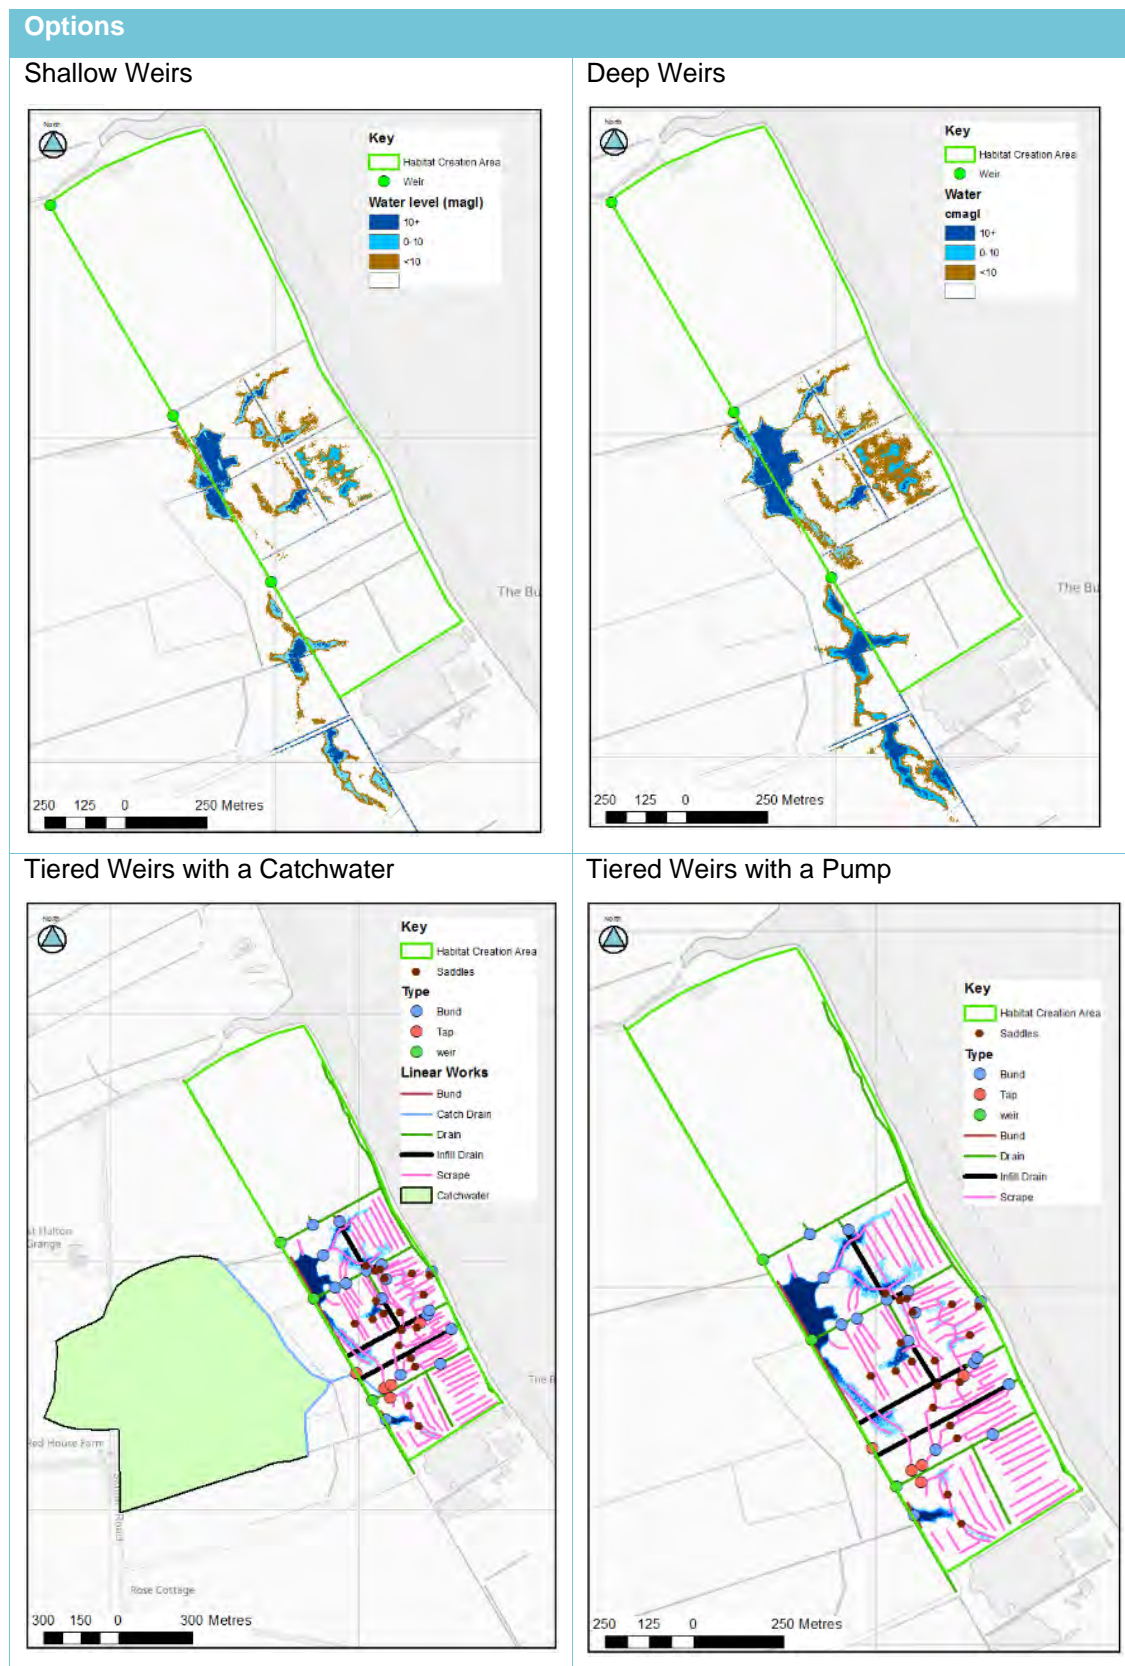 Options
Shallow Weirs
Deep Weirs
North
Key
Habitat Creation Area
Weir
Water level (magl)
10+
0-10
<10
The Bu
250 125 0 250 Metres
North
Key
Habitat Creation Area
Weir
Water
cmagl
10+
0-10
<10
The Bu
250 125 0 250 Metres
Tiered Weirs with a Catchwater
Tiered Weirs with a Pump
North
Key
Habitat Creation Area
Saddles
Type
Bund
Tap
weir
Linear Works
Bund
Catch Drain
Drain
Infill Drain
Scrape
Catchwater
st Halton
Grange
The B
Red House Farm
Road
Rose Cottage
300 150 0 300 Metres
North
Key
Habitat Creation Area
Saddles
Type
Bund
Tap
weir
Bund
Drain
Infill Drain
Scrape
250 125 0 250 Metres